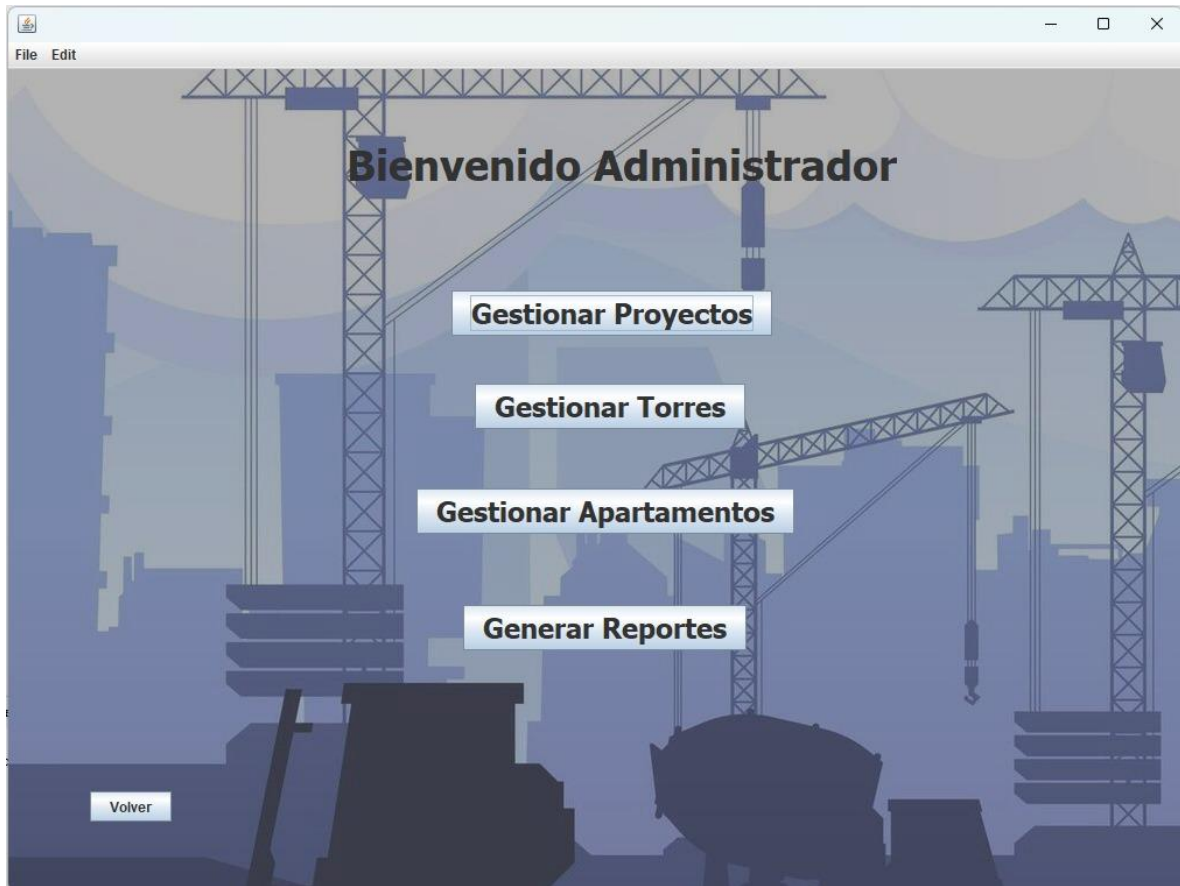 File Edit
Bienvenido Administrador
Gestionar Proyectos
Gestionar Torres
Gestionar Apartamentos
Generar Reportes
Volver